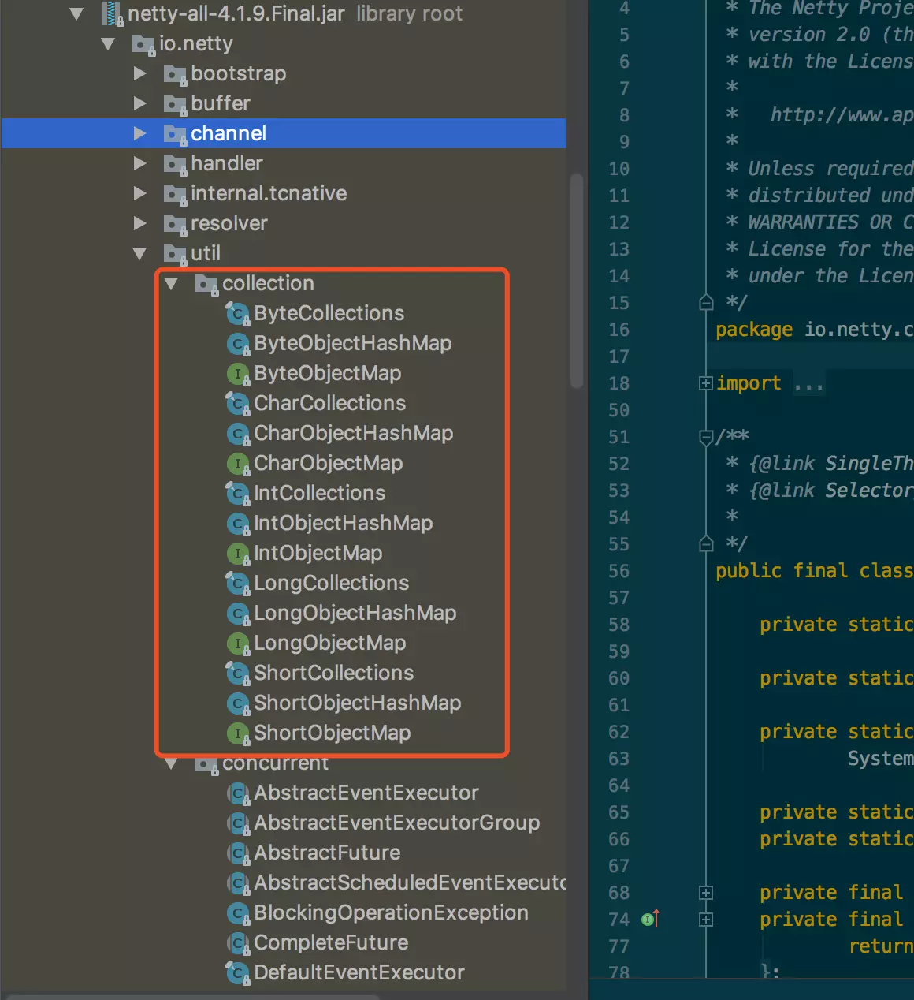 netty-all-4.1.9.Final.jar library root
io.netty
bootstrap
buffer
channel
handler
internal.tcnative
resolver
util
collection
ByteCollections
ByteObjectHashMap
ByteObjectMap
CharCollections
CharObjectHashMap
CharObjectMap
IntCollections
IntObjectHashMap
IntObjectMap
LongCollections
LongObjectHashMap
LongObjectMap
ShortCollections
ShortObjectHashMap
ShortObjectMap
concurrent
AbstractEventExecutor
AbstractEventExecutorGroup
AbstractFuture
AbstractScheduledEventExecuto
BlockingOperationException
CompleteFuture
DefaultEventExecutor
4 * The Netty Proje
5 * version 2.0 (th
6 * with the Licens
7 *
8 * http://www.ap
9 *
10 * Unless required
11 * distributed und
12 * WARRANTIES OR C
13 * License for the
14 * under the Licen
15 */
16 package io.netty.c
17
18 import ...
50
51 /**
52 * {@link SingleTh
53 * {@link Selector
54 *
55 */
56 public final class
57
58 private static
59
60 private static
61
62 private static
63 System
64
65 private static
66 private static
67
68 private final
74 private final
77 return
78 };